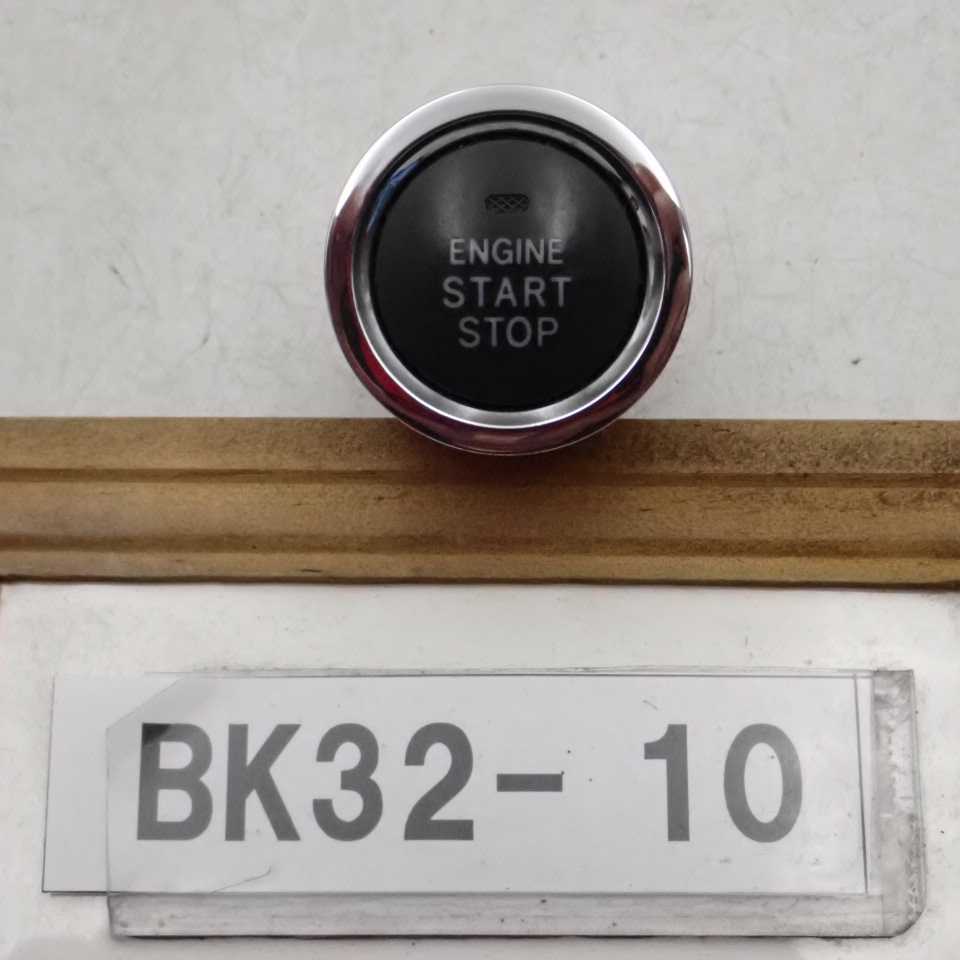 ENGINE
START
STOP
BK32- 10